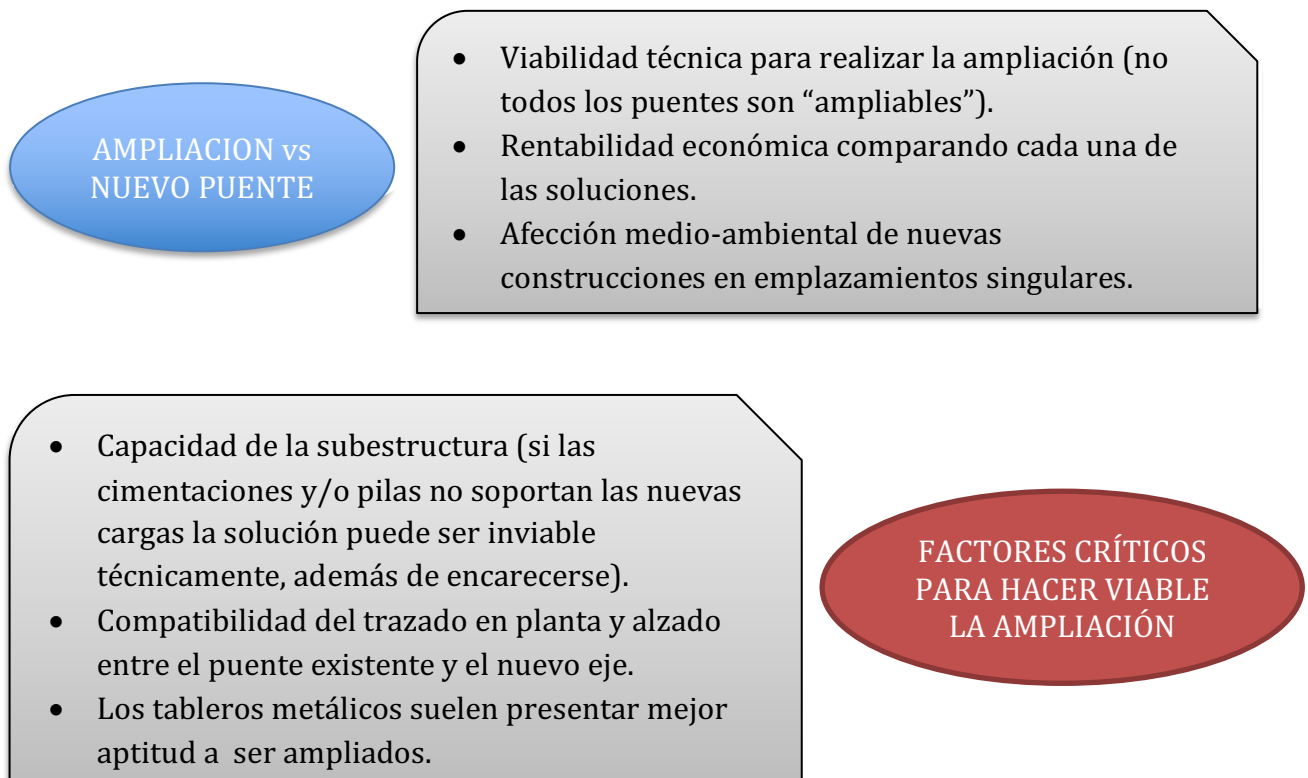 AMPLIACION vs
NUEVO PUENTE
• Viabilidad técnica para realizar la ampliación (no
todos los puentes son “ampliables”).
• Rentabilidad económica comparando cada una de
las soluciones.
• Afección medio-ambiental de nuevas
construcciones en emplazamientos singulares.
• Capacidad de la subestructura (si las
cimentaciones y/o pilas no soportan las nuevas
cargas la solución puede ser inviable
técnicamente, además de encarecerse).
• Compatibilidad del trazado en planta y alzado
entre el puente existente y el nuevo eje.
• Los tableros metálicos suelen presentar mejor
aptitud a  ser ampliados.
FACTORES CRÍTICOS
PARA HACER VIABLE
LA AMPLIACIÓN